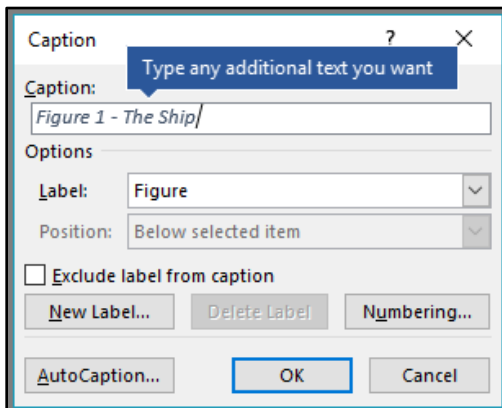 Caption ? X
Type any additional text you want
Caption:
Figure 1 - The Ship
Options
Label: Figure
Position: Below selected item
Exclude label from caption
New Label... Delete Label Numbering...
AutoCaption... OK Cancel